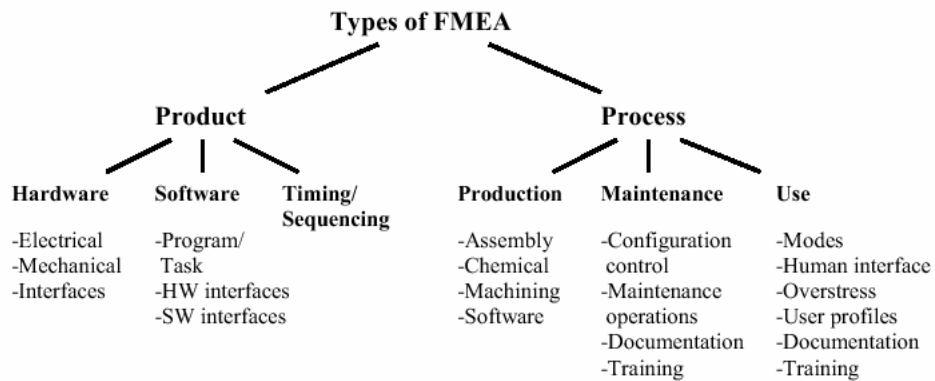 Types of FMEA
Product
Process
Hardware
-Electrical
-Mechanical
-Interfaces
Software
-Program/
Task
-HW interfaces
-SW interfaces
Timing/
Sequencing
Production
-Assembly
-Chemical
-Machining
-Software
Maintenance
-Configuration
control
-Maintenance
operations
-Documentation
-Training
Use
-Modes
-Human interface
-Overstress
-User profiles
-Documentation
-Training